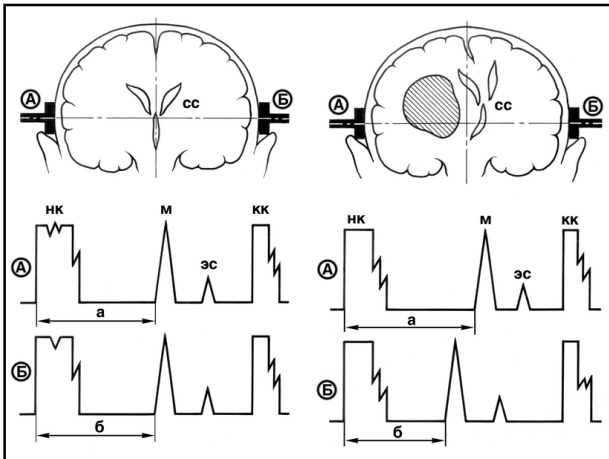 А Б А Б
сс сс
нк м кк
А эс
а
Б
б
нк м кк
А эс
а
Б
б